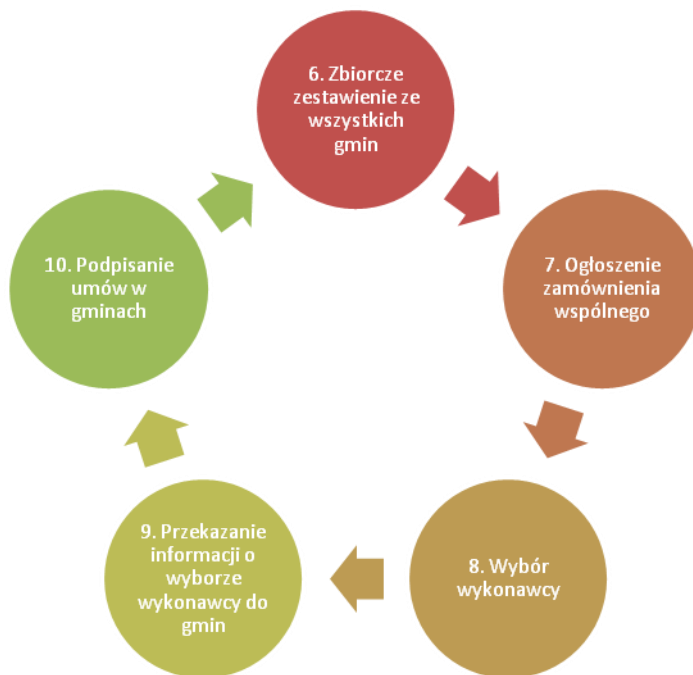 6. Zbiorcze
zestawienie ze
wszystkich
gmin
7. Ogłoszenie
zamównienia
wspólnego
8. Wybór
wykonawcy
9. Przekazanie
informacji o
wyborze
wykonawcy do
gmin
10. Podpisanie
umów w
gminach